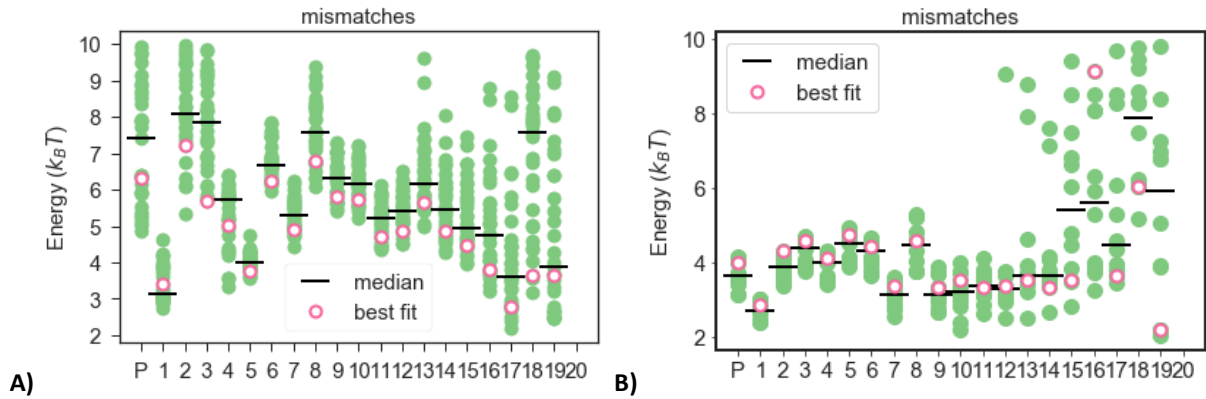 mismatches
10
9
8
7
6
5
4
3
2
Energy (k_BT)
median
best fit
P 1 2 3 4 5 6 7 8 9 10 11 12 13 14 15 16 17 18 19 20
A)
mismatches
10
8
6
4
2
Energy (k_BT)
median
best fit
P 1 2 3 4 5 6 7 8 9 10 11 12 13 14 15 16 17 18 19 20
B)